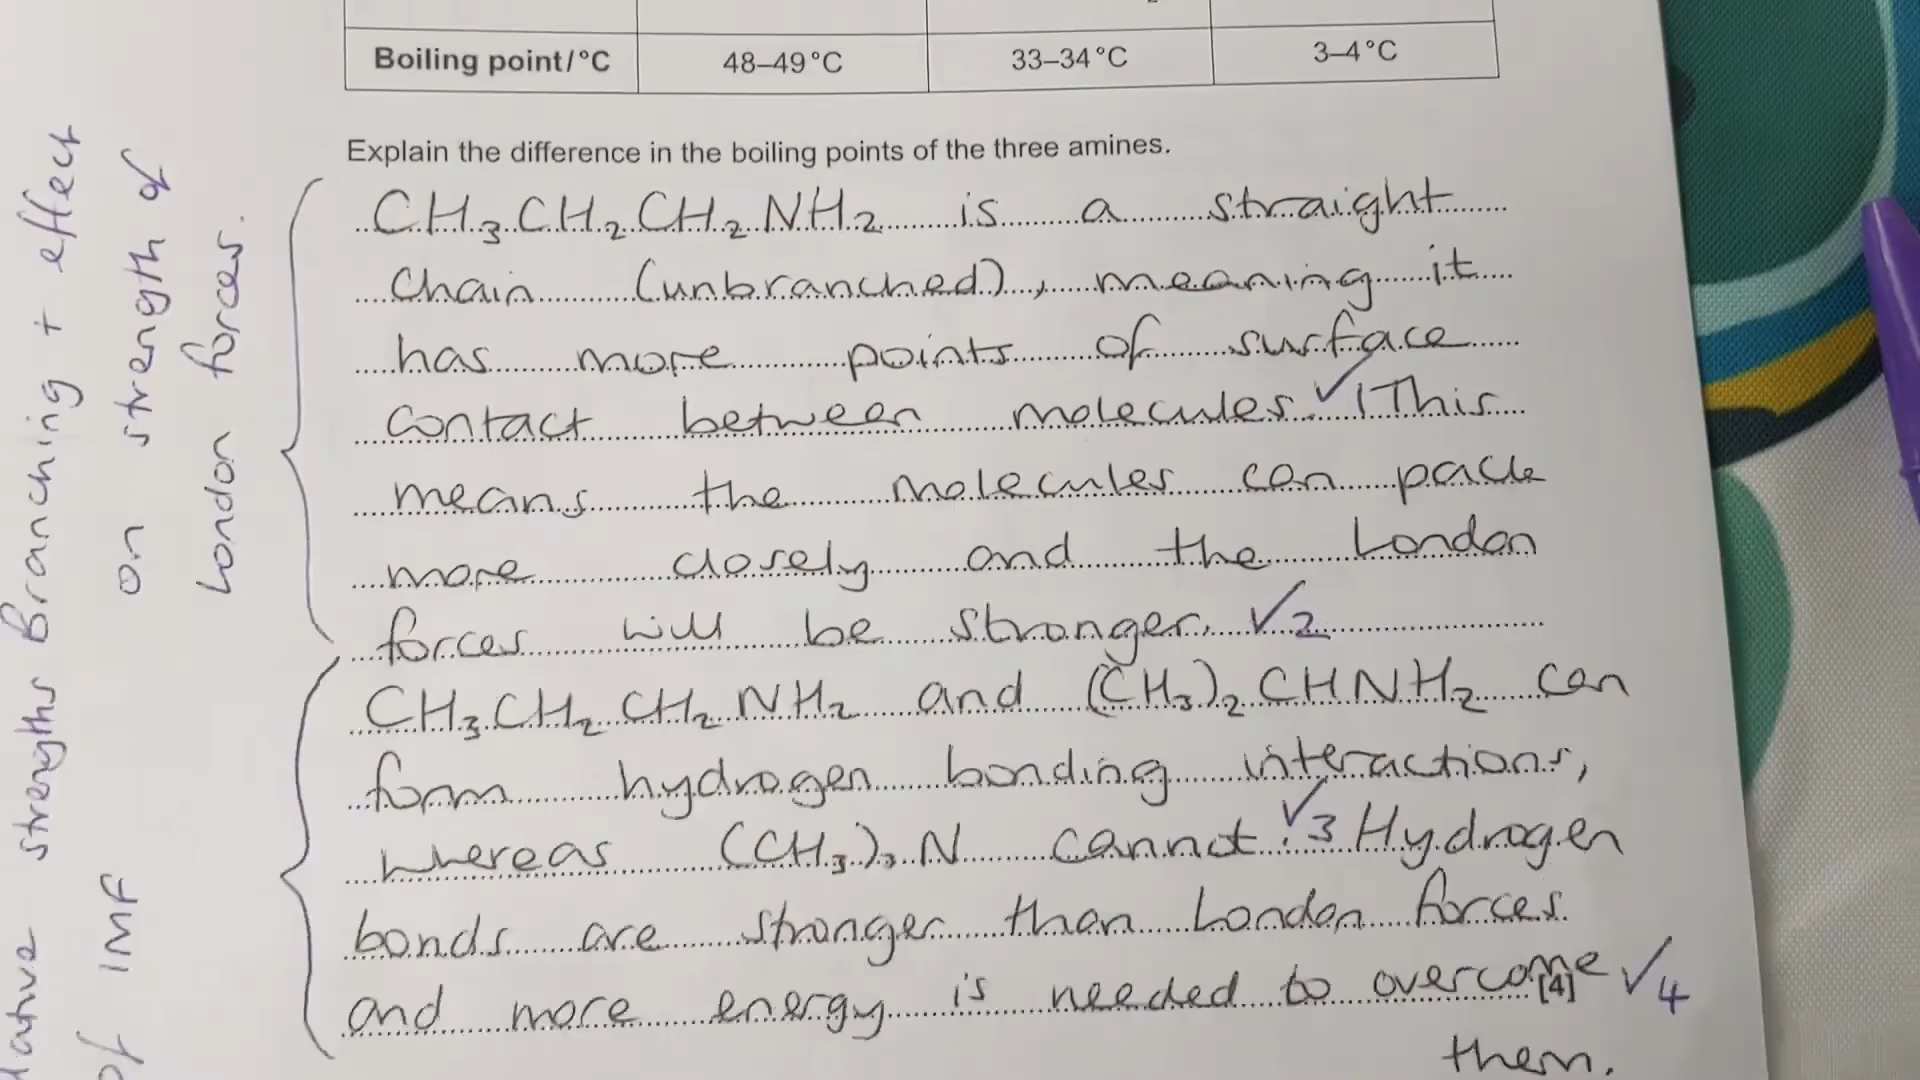 Boiling point/°C 48–49°C 33–34°C 3–4°C
Explain the difference in the boiling points of the three amines.
CH₃CH₂CH₂NH₂ is a straight
chain (unbranched), meaning it
has more points of surface
contact between molecules. ✓1 This
means the molecules can pack
more closely and the London
forces will be stronger. ✓2
CH₃CH₂CH₂NH₂ and (CH₃)₂CHNH₂ can
form hydrogen bonding interactions,
whereas (CH₃)₃N cannot. ✓3 Hydrogen
bonds are stronger than London forces
and more energy is needed to overcome ✓4
[4]
them.
Branching + effect
on strength of
London forces.
strengths
of IMF